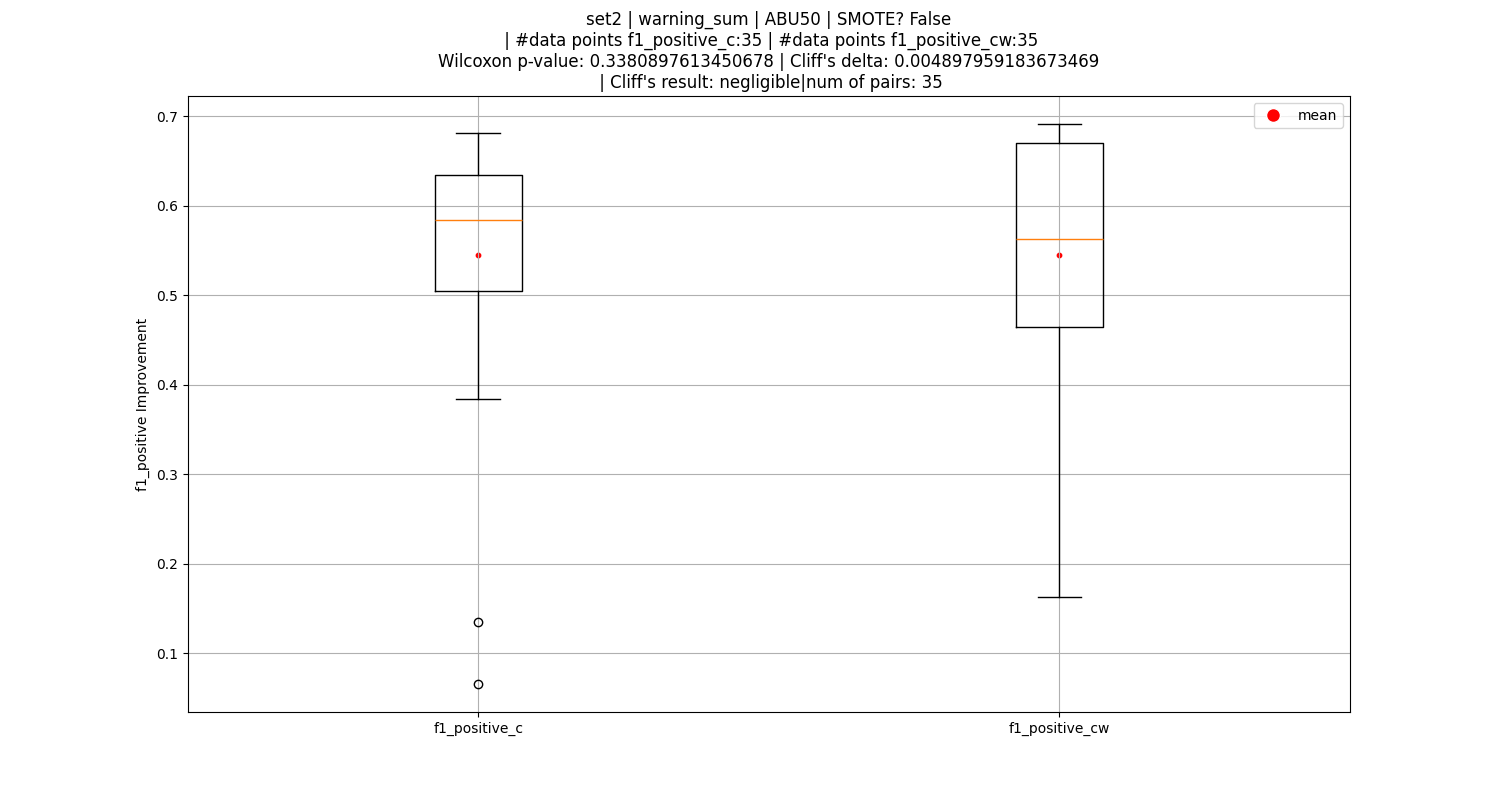 set2 | warning_sum | ABU50 | SMOTE? False
| #data points f1_positive_c:35 | #data points f1_positive_cw:35
Wilcoxon p-value: 0.3380897613450678 | Cliff's delta: 0.004897959183673469
| Cliff's result: negligible|num of pairs: 35
mean
0.7
0.6
0.5
0.4
0.3
0.2
0.1
f1_positive Improvement
f1_positive_c
f1_positive_cw